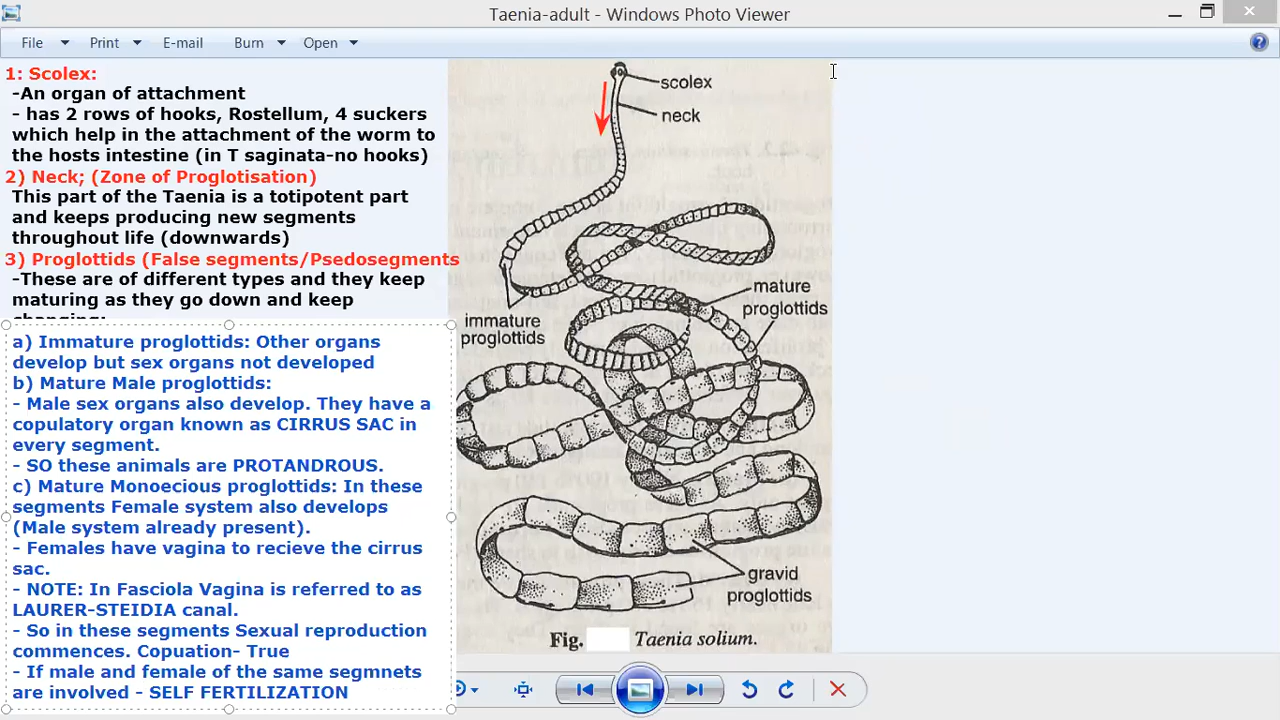 Taenia-adult - Windows Photo Viewer
File Print E-mail Burn Open
1: Scolex:
-An organ of attachment
- has 2 rows of hooks, Rostellum, 4 suckers
which help in the attachment of the worm to
the hosts intestine (in T saginata-no hooks)
2) Neck; (Zone of Proglotisation)
This part of the Taenia is a totipotent part
and keeps producing new segments
throughout life (downwards)
3) Proglottids (False segments/Psedosegments
-These are of different types and they keep
maturing as they go down and keep
changing:
a) Immature proglottids: Other organs
develop but sex organs not developed
b) Mature Male proglottids:
- Male sex organs also develop. They have a
copulatory organ known as CIRRUS SAC in
every segment.
- SO these animals are PROTANDROUS.
c) Mature Monoecious proglottids: In these
segments Female system also develops
(Male system already present).
- Females have vagina to recieve the cirrus
sac.
- NOTE: In Fasciola Vagina is referred to as
LAURER-STEIDIA canal.
- So in these segments Sexual reproduction
commences. Copuation- True
- If male and female of the same segmnets
are involved - SELF FERTILIZATION
scolex
neck
mature
proglottids
immature
proglottids
gravid
proglottids
Fig. Taenia solium.